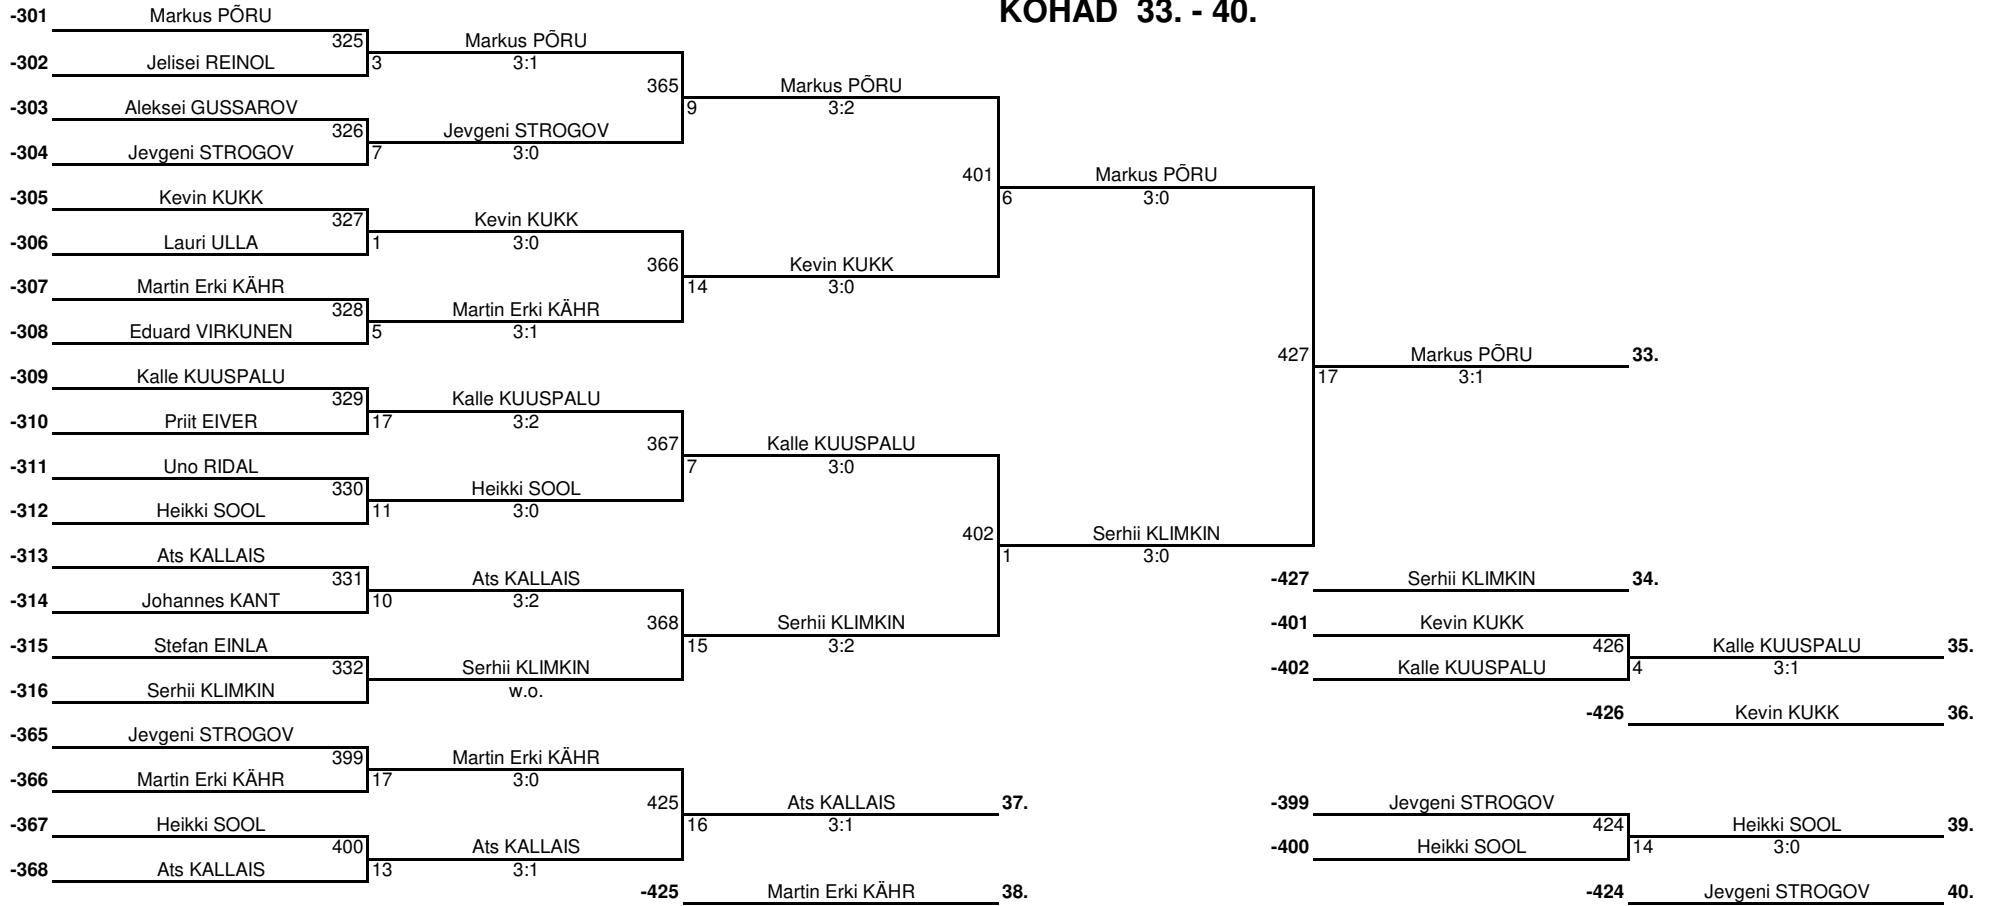 KOHAD 33. - 40.
-301 Markus PÕRU
325 Markus PÕRU
-302 Jelisei REINOL 3 3:1
365 Markus PÕRU
-303 Aleksei GUSSAROV 9 3:2
326 Jevgeni STROGOV
-304 Jevgeni STROGOV 7 3:0
401 Markus PÕRU
-305 Kevin KUKK 6 3:0
327 Kevin KUKK
-306 Lauri ULLA 1 3:0
366 Kevin KUKK
-307 Martin Erki KÄHR 14 3:0
328 Martin Erki KÄHR
-308 Eduard VIRKUNEN 5 3:1
427 Markus PÕRU 33.
-309 Kalle KUUSPALU 17 3:1
329 Kalle KUUSPALU
-310 Priit EIVER 17 3:2
367 Kalle KUUSPALU
-311 Uno RIDAL 7 3:0
330 Heikki SOOL
-312 Heikki SOOL 11 3:0
402 Serhii KLIMKIN
-313 Ats KALLAIS 1 3:0
331 Ats KALLAIS -427 Serhii KLIMKIN 34.
-314 Johannes KANT 10 3:2
368 Serhii KLIMKIN -401 Kevin KUKK
-315 Stefan EINLA 15 3:2 426 Kalle KUUSPALU 35.
332 Serhii KLIMKIN -402 Kalle KUUSPALU 4 3:1
-316 Serhii KLIMKIN w.o.
-426 Kevin KUKK 36.
-365 Jevgeni STROGOV
399 Martin Erki KÄHR
-366 Martin Erki KÄHR 17 3:0
425 Ats KALLAIS 37. -399 Jevgeni STROGOV
-367 Heikki SOOL 16 3:1 424 Heikki SOOL 39.
400 Ats KALLAIS -400 Heikki SOOL 14 3:0
-368 Ats KALLAIS 13 3:1
-425 Martin Erki KÄHR 38. -424 Jevgeni STROGOV 40.